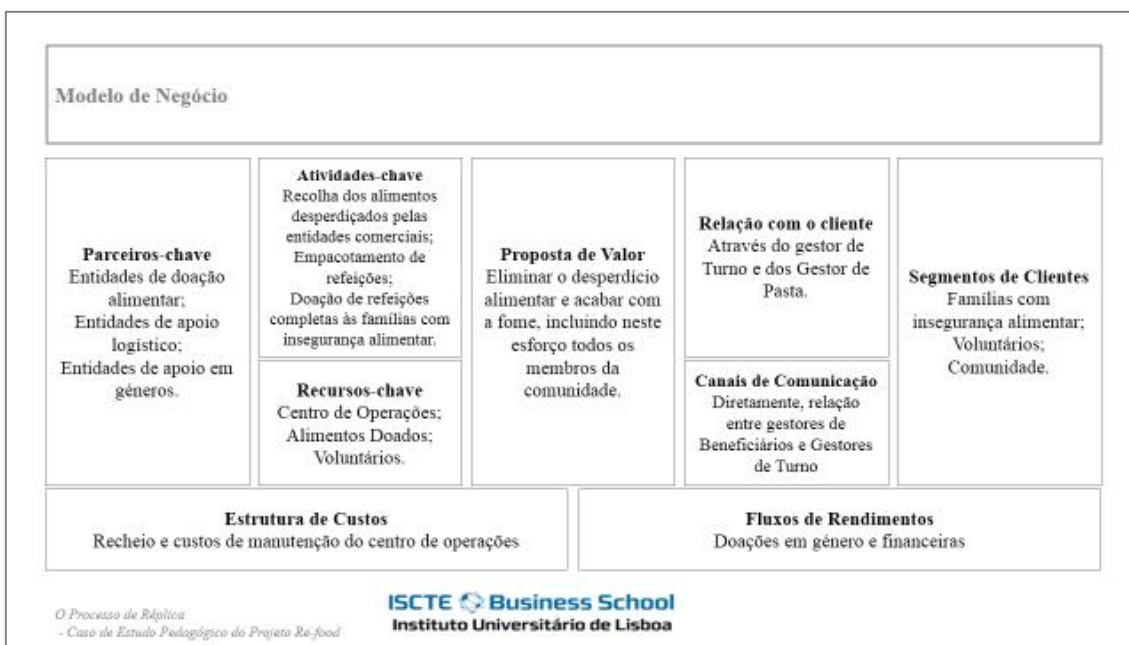 Modelo de Negócio
Parceiros-chave
Entidades de doação
alimentar;
Entidades de apoio
logístico;
Entidades de apoio em
géneros.
Atividades-chave
Recolha dos alimentos
desperdiçados pelas
entidades comerciais;
Empacotamento de
refeições;
Doação de refeições
completas às famílias com
insegurança alimentar.
Recursos-chave
Centro de Operações;
Alimentos Doados;
Voluntários.
Proposta de Valor
Eliminar o desperdício
alimentar e acabar com
a fome, incluindo neste
esforço todos os
membros da
comunidade.
Relação com o cliente
Através do gestor de
Turno e dos Gestor de
Pasta.
Canais de Comunicação
Diretamente, relação
entre gestores de
Beneficiários e Gestores
de Turno
Segmentos de Clientes
Famílias com
insegurança alimentar;
Voluntários;
Comunidade.
Estrutura de Custos
Recheio e custos de manutenção do centro de operações
Fluxos de Rendimentos
Doações em género e financeiras
O Processo de Réplica
- Caso de Estudo Pedagógico do Projeto Re-food
ISCTE Business School
Instituto Universitário de Lisboa